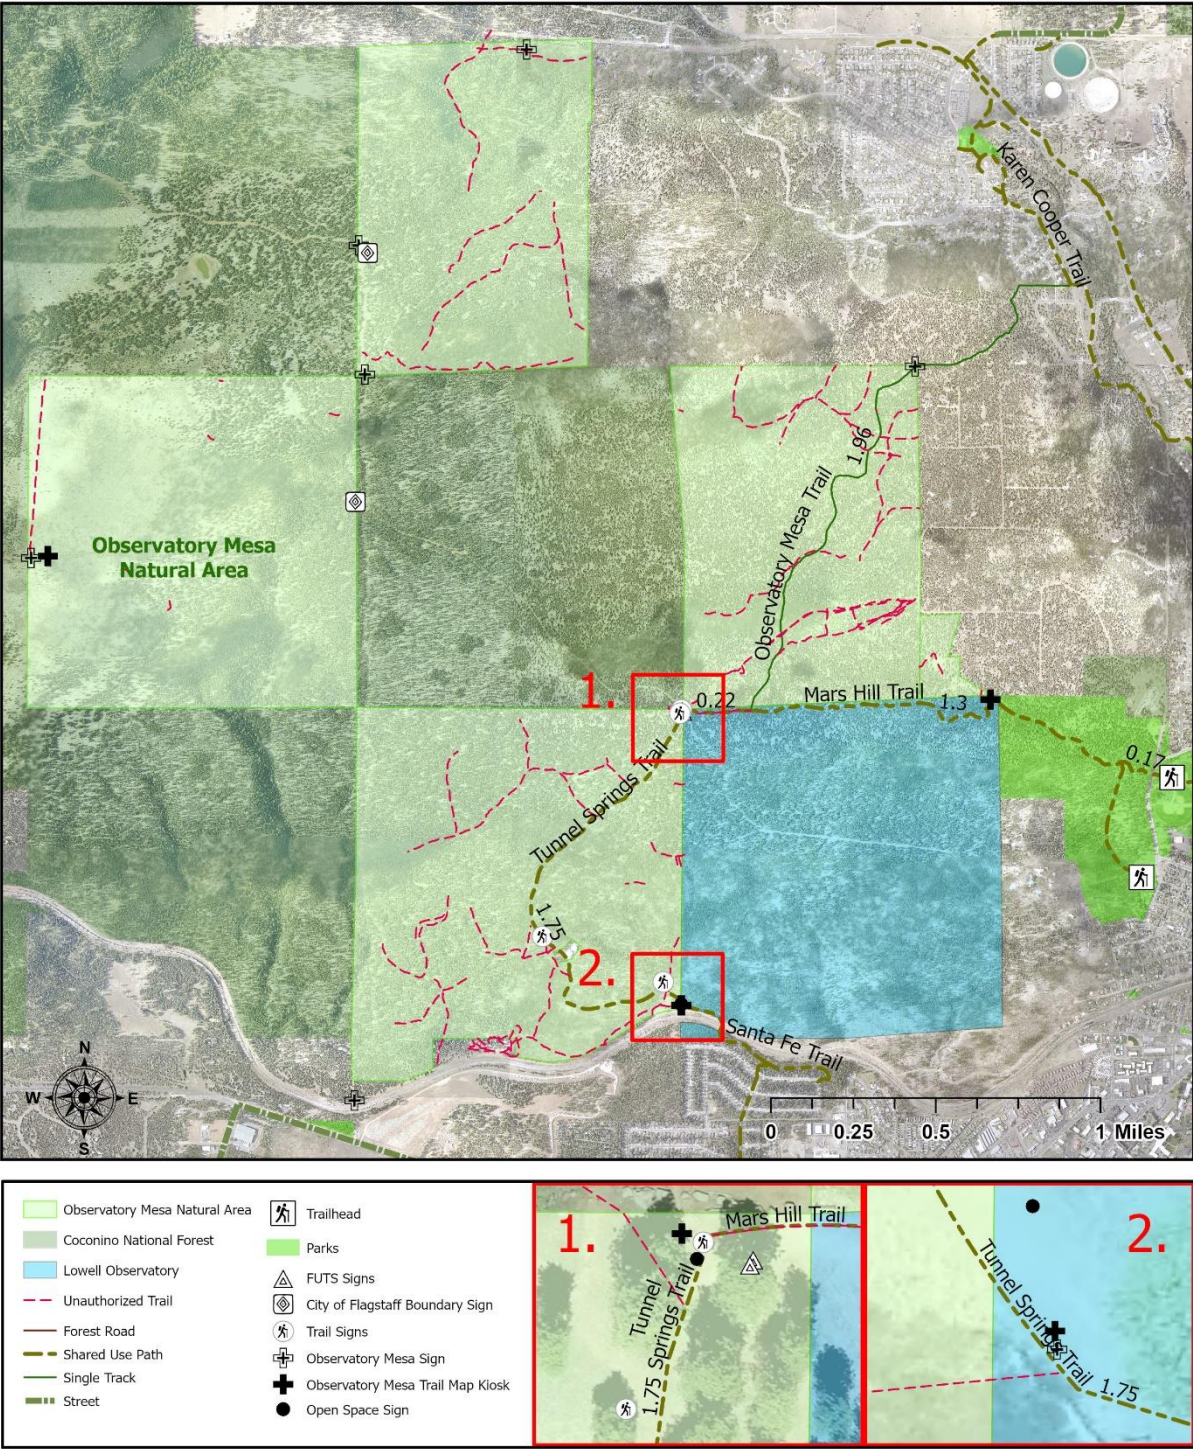 Karen Cooper Trail
1.96
Observatory Mesa Trail
Observatory Mesa
Natural Area
1.
0.22
Mars Hill Trail
1.3
0.17
Tunnel Springs Trail
1.75
2.
Santa Fe Trail
N
W
E
S
0
0.25
0.5
1 Miles
Observatory Mesa Natural Area
Coconino National Forest
Lowell Observatory
Unauthorized Trail
Forest Road
Shared Use Path
Single Track
Street
Trailhead
Parks
FUTS Signs
City of Flagstaff Boundary Sign
Trail Signs
Observatory Mesa Sign
Observatory Mesa Trail Map Kiosk
Open Space Sign
1.
Mars Hill Trail
Tunnel
Springs Trail
1.75
2.
Tunnel Springs Trail
1.75